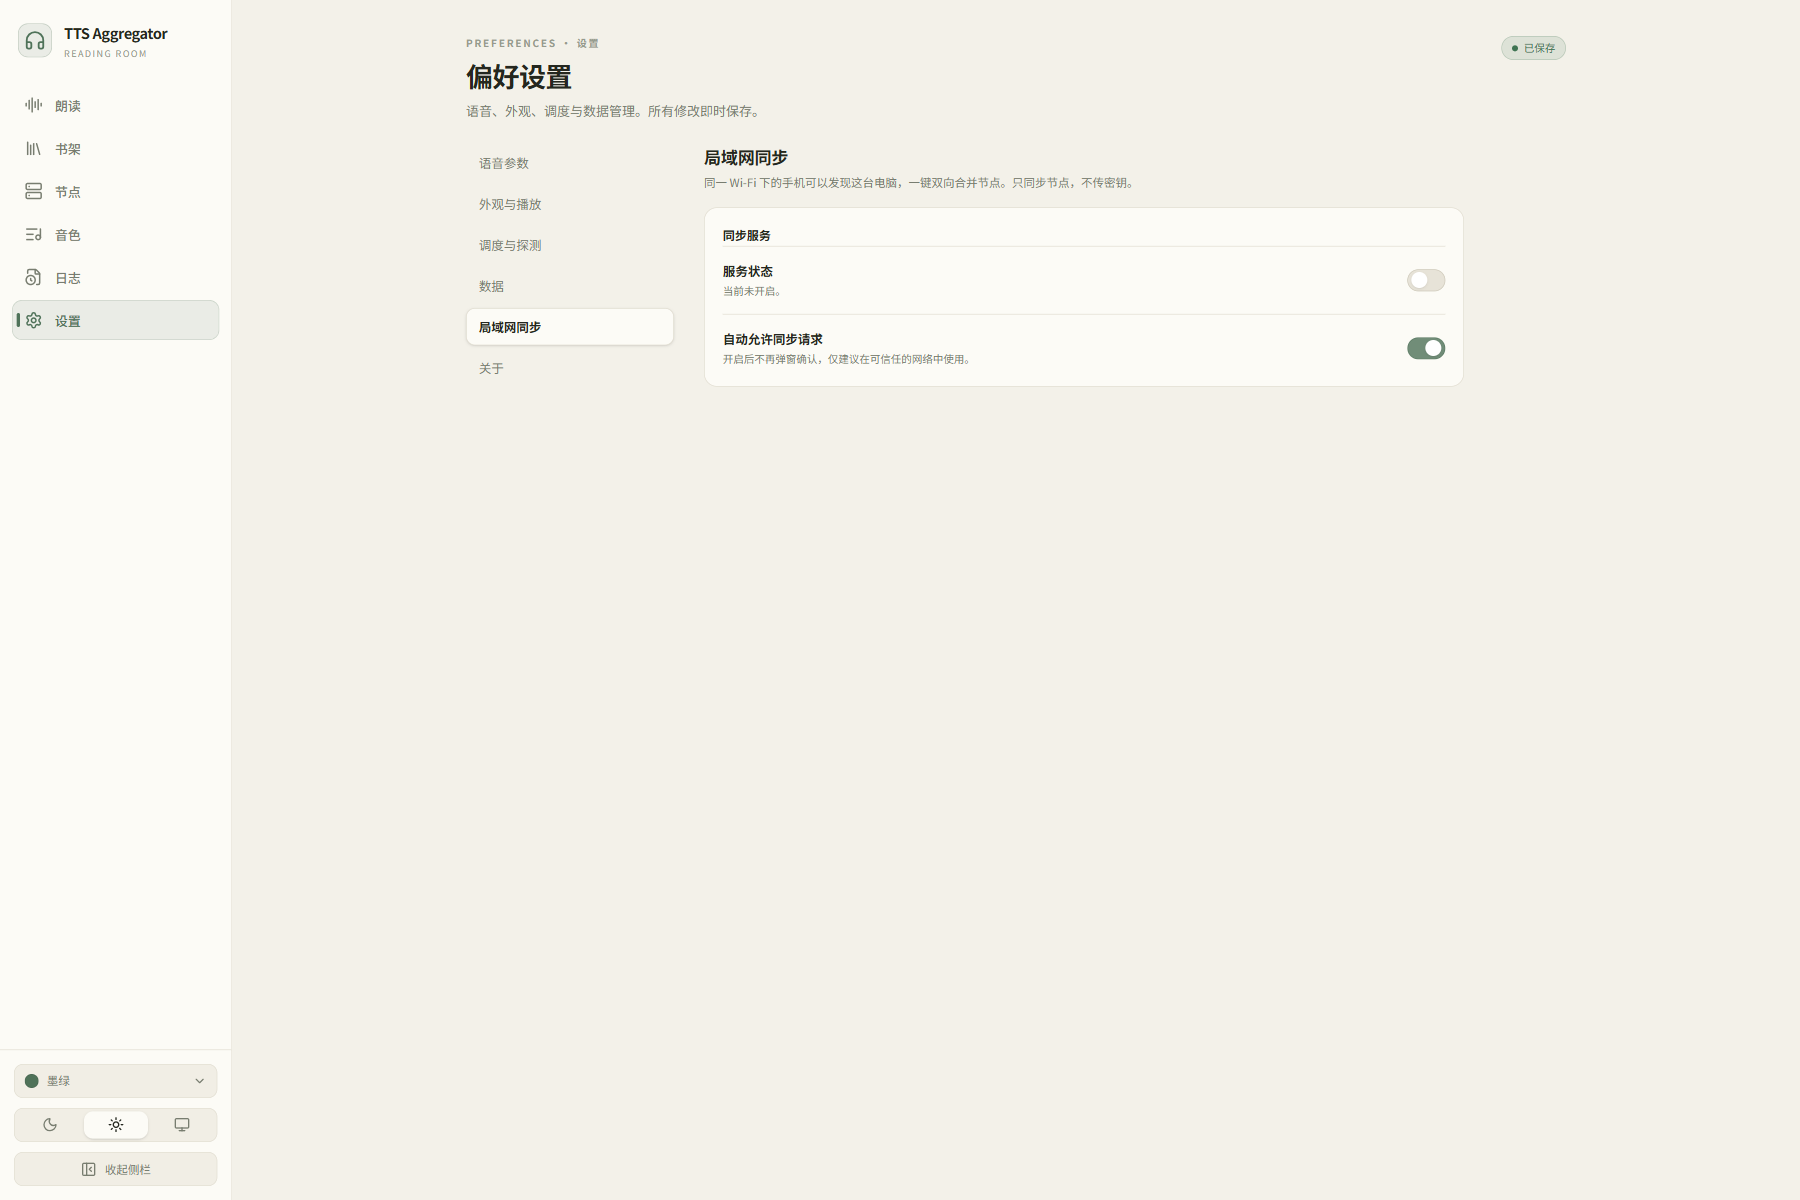 TTS Aggregator
READING ROOM
朗读
书架
节点
音色
日志
设置
墨绿
收起侧栏
PREFERENCES · 设置
偏好设置
语音、外观、调度与数据管理。所有修改即时保存。
已保存
语音参数
外观与播放
调度与探测
数据
局域网同步
关于
局域网同步
同一 Wi-Fi 下的手机可以发现这台电脑，一键双向合并节点。只同步节点，不传密钥。
同步服务
服务状态
当前未开启。
自动允许同步请求
开启后不再弹窗确认，仅建议在可信任的网络中使用。